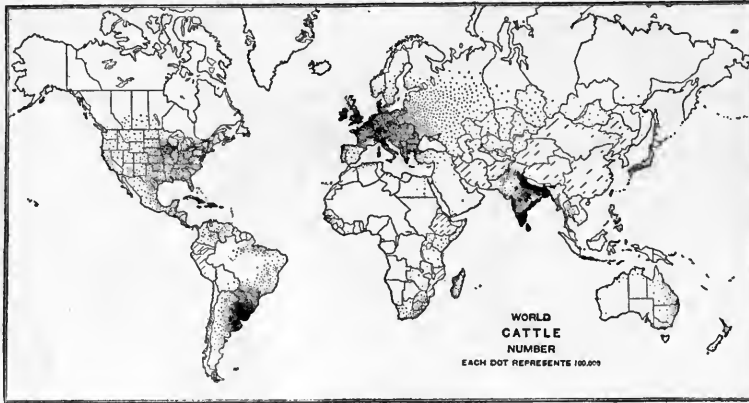 WORLD
CATTLE
NUMBER
EACH DOT REPRESENTS 100,000